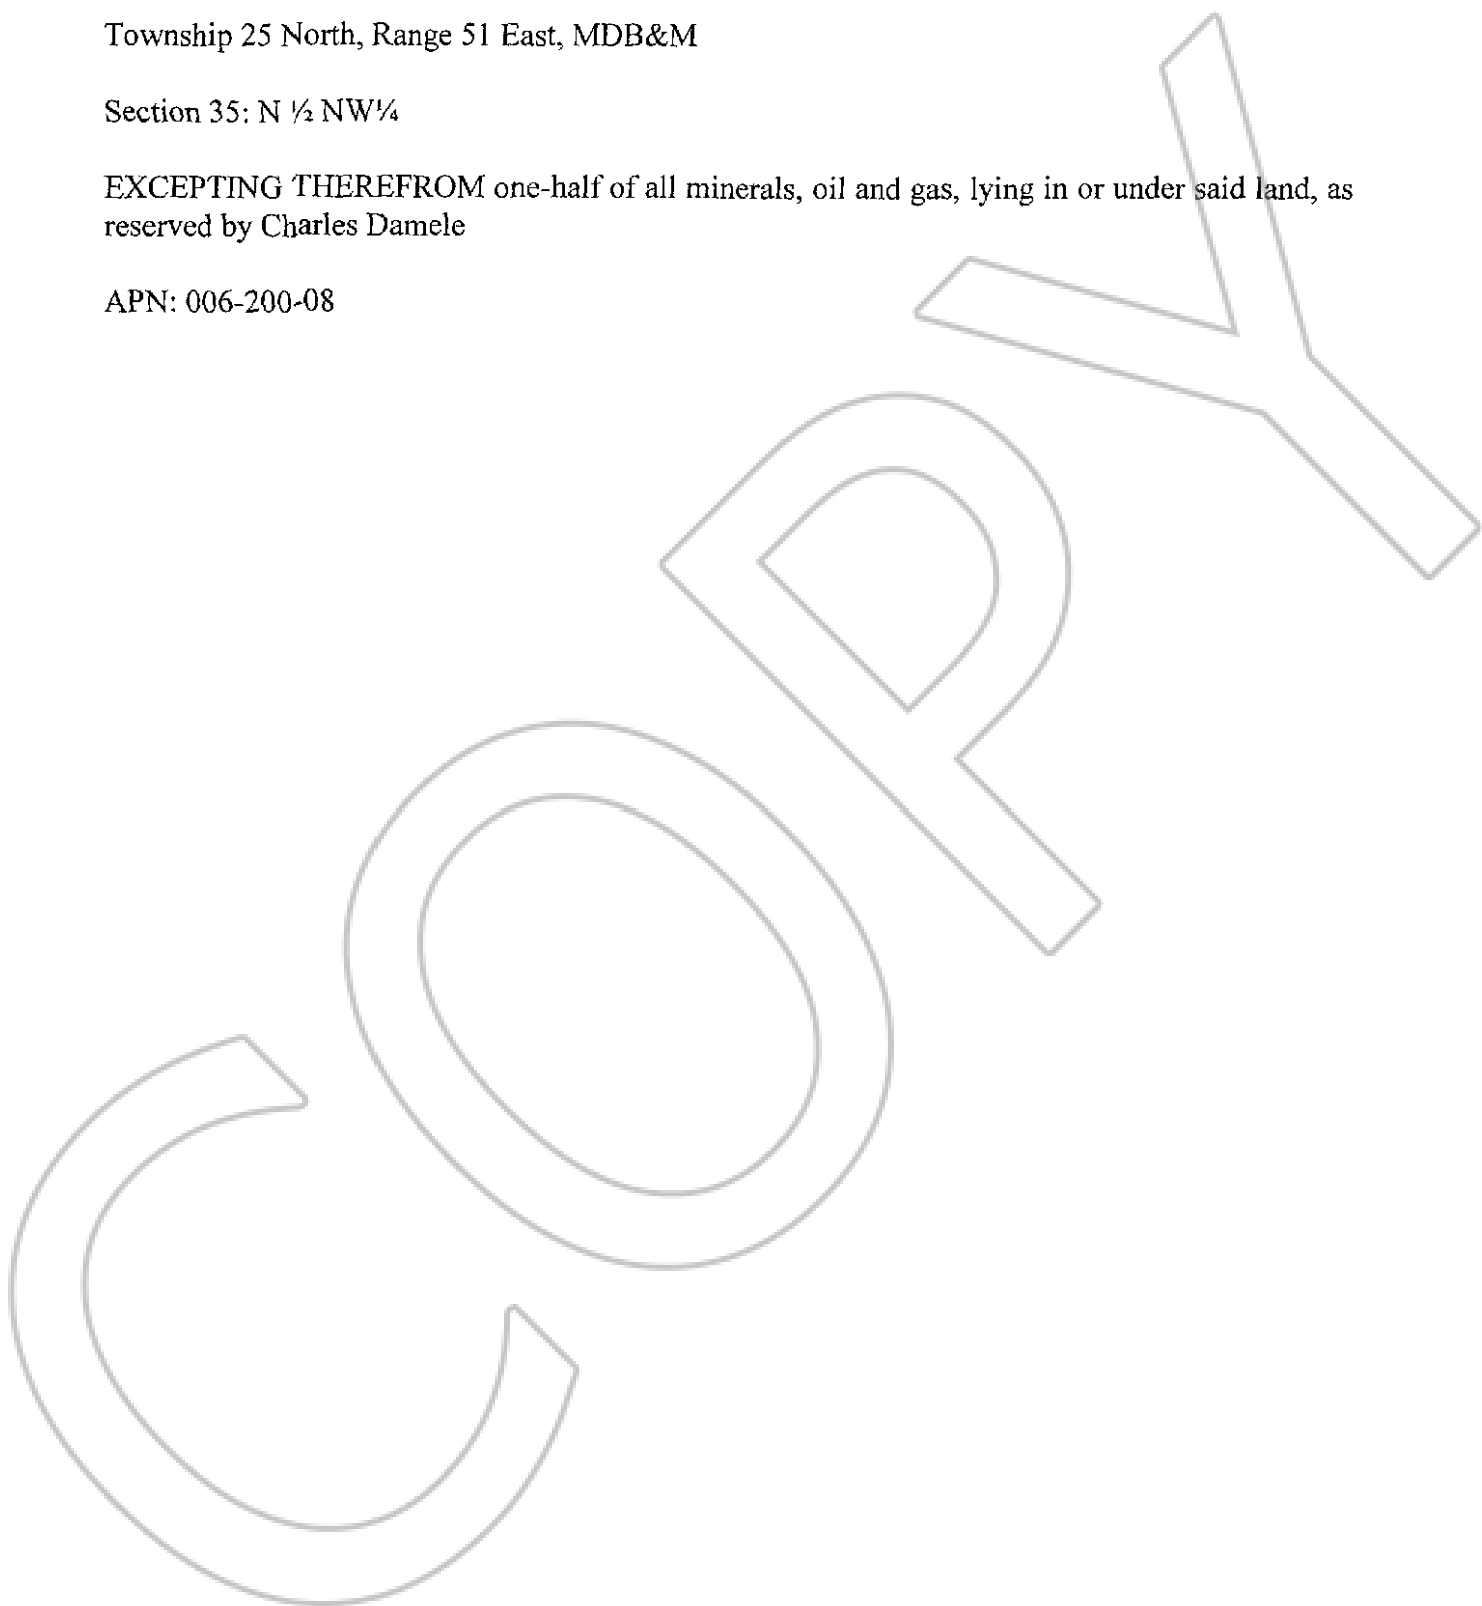 Township 25 North, Range 51 East, MDB&M
Section 35: N ½ NW¼
EXCEPTING THEREFROM one-half of all minerals, oil and gas, lying in or under said land, as
reserved by Charles Damele
APN: 006-200-08
COPY